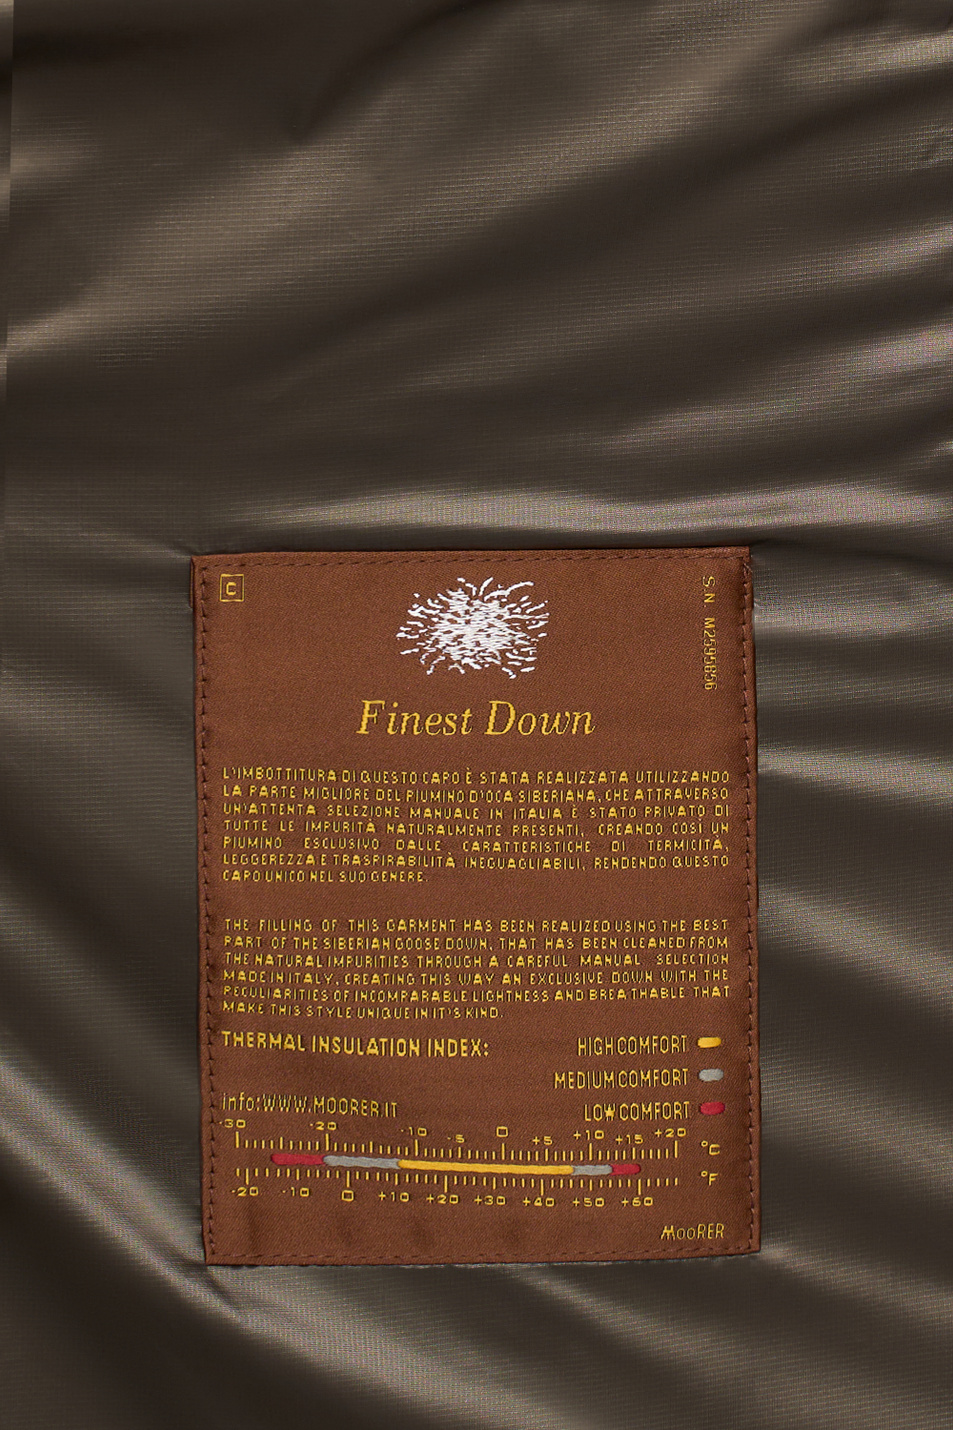 C
S.N M2595856
Finest Down
L'IMBOTTITURA DI QUESTO CAPO È STATA REALIZZATA UTILIZZANDO
LA PARTE MIGLIORE DEL PIUMINO D'OCA SIBERIANA, CHE ATTRAVERSO
UN'ATTENTA SELEZIONE MANUALE IN ITALIA È STATO PRIVATO DI
TUTTE LE IMPURITÀ NATURALMENTE PRESENTI, CREANDO COSÌ UN
PIUMINO ESCLUSIVO DALLE CARATTERISTICHE DI TERMICITÀ,
LEGGEREZZA E TRASPIRABILITÀ INEGUAGLIABILI, RENDENDO QUESTO
CAPO UNICO NEL SUO GENERE.
THE FILLING OF THIS GARMENT HAS BEEN REALIZED USING THE BEST
PART OF THE SIBERIAN GOOSE DOWN, THAT HAS BEEN CLEANED FROM
THE NATURAL IMPURITIES THROUGH A CAREFUL MANUAL SELECTION
MADE IN ITALY, CREATING THIS WAY AN EXCLUSIVE DOWN WITH THE
PECULIARITIES OF INCOMPARABLE LIGHTNESS AND BREATHABLE THAT
MAKE THIS STYLE UNIQUE IN IT'S KIND.
THERMAL INSULATION INDEX: HIGH COMFORT
MEDIUM COMFORT
info:WWW.MOORER.IT LOW COMFORT
-30 -20 -10 -5 0 +5 +10 +15 +20 °C
-20 -10 0 +10 +20 +30 +40 +50 +60 °F
MooRER